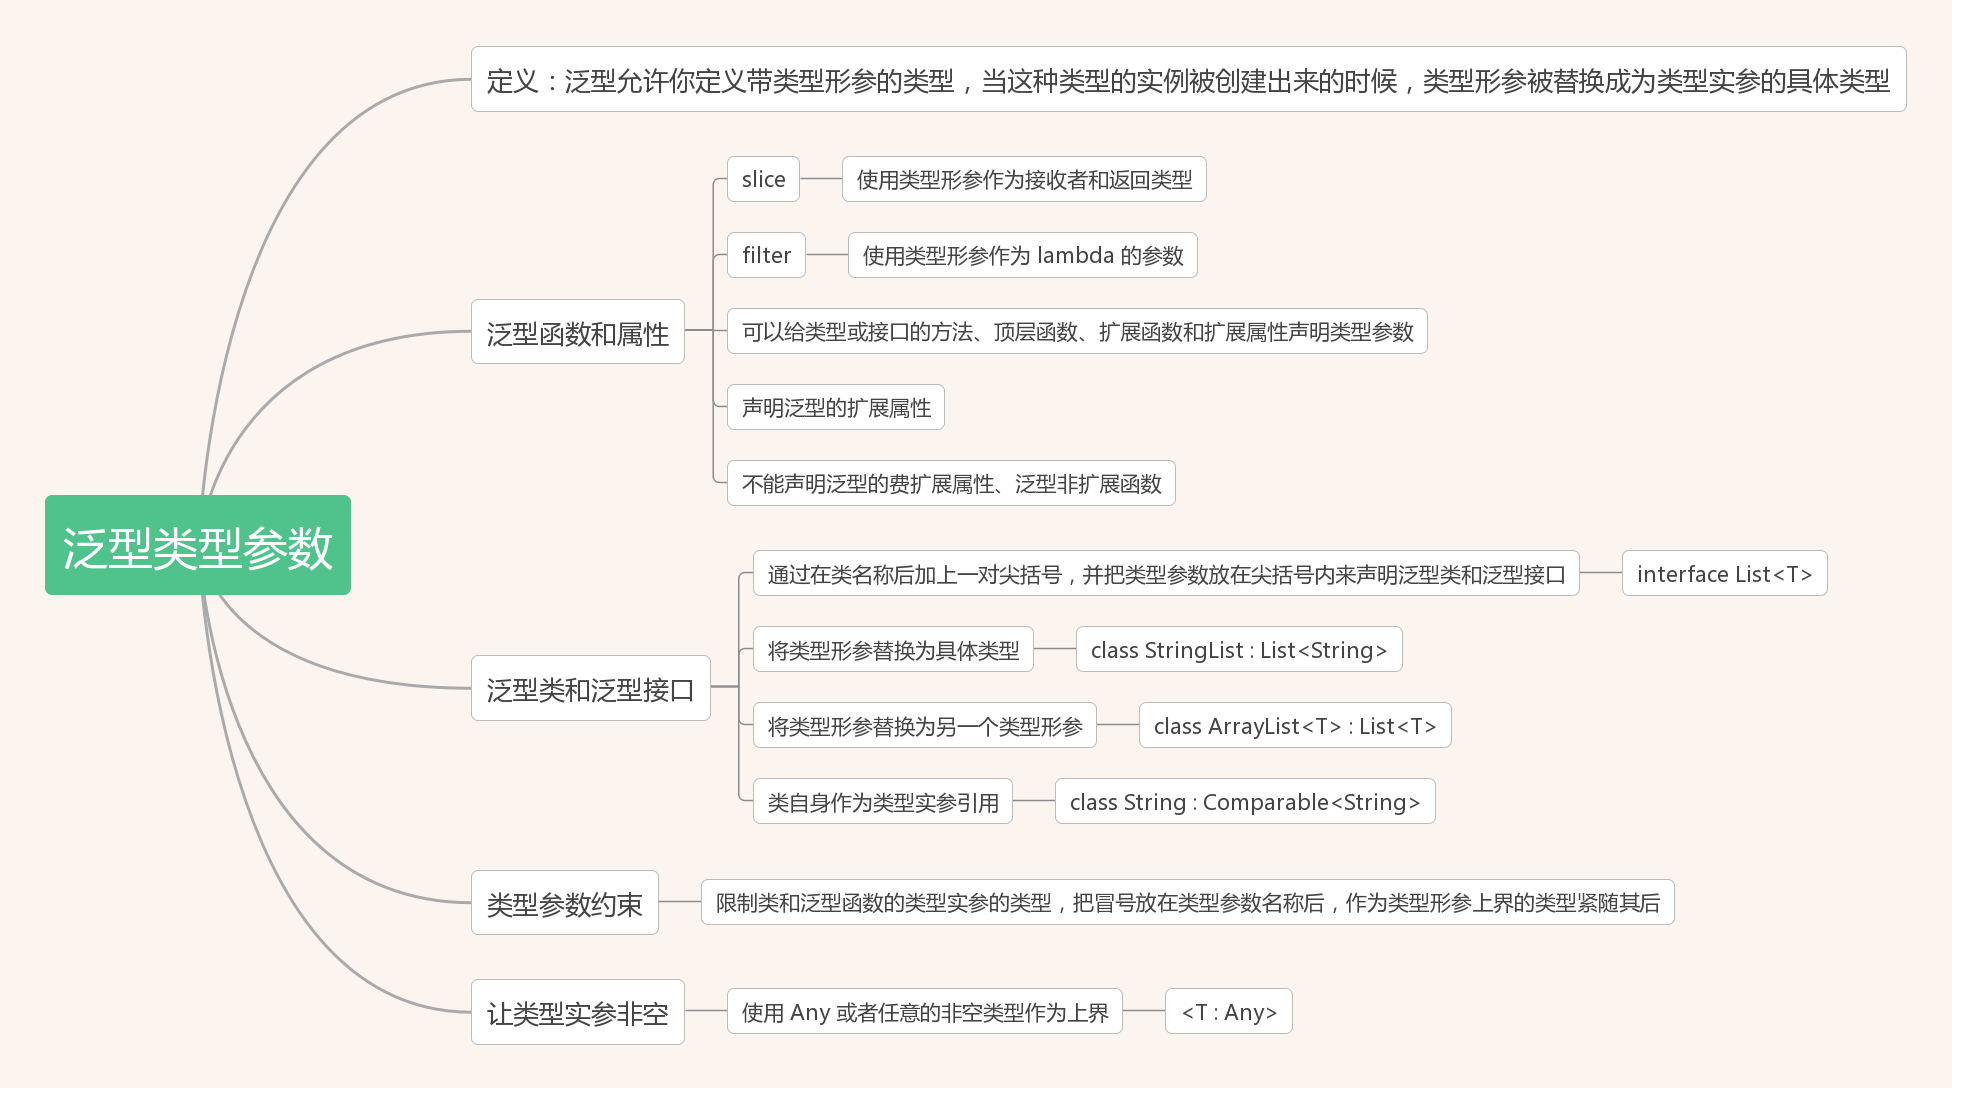 泛型类型参数
定义：泛型允许你定义带类型形参的类型，当这种类型的实例被创建出来的时候，类型形参被替换成为类型实参的具体类型
泛型函数和属性
slice
使用类型形参作为接收者和返回类型
filter
使用类型形参作为 lambda 的参数
可以给类型或接口的方法、顶层函数、扩展函数和扩展属性声明类型参数
声明泛型的扩展属性
不能声明泛型的费扩展属性、泛型非扩展函数
泛型类和泛型接口
通过在类名称后加上一对尖括号，并把类型参数放在尖括号内来声明泛型类和泛型接口
interface List<T>
将类型形参替换为具体类型
class StringList : List<String>
将类型形参替换为另一个类型形参
class ArrayList<T> : List<T>
类自身作为类型实参引用
class String : Comparable<String>
类型参数约束
限制类和泛型函数的类型实参的类型，把冒号放在类型参数名称后，作为类型形参上界的类型紧随其后
让类型实参非空
使用 Any 或者任意的非空类型作为上界
<T : Any>